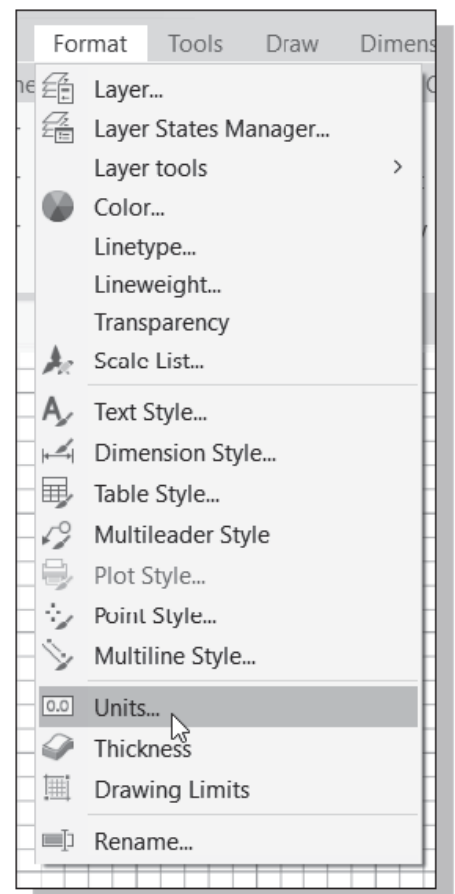 Format Tools Draw Dimens
Layer...
Layer States Manager...
Layer tools
Color...
Linetype...
Lineweight...
Transparency
Scale List...
Text Style...
Dimension Style...
Table Style...
Multileader Style
Plot Style...
Point Style...
Multiline Style...
0.0 Units...
Thickness
Drawing Limits
Rename...